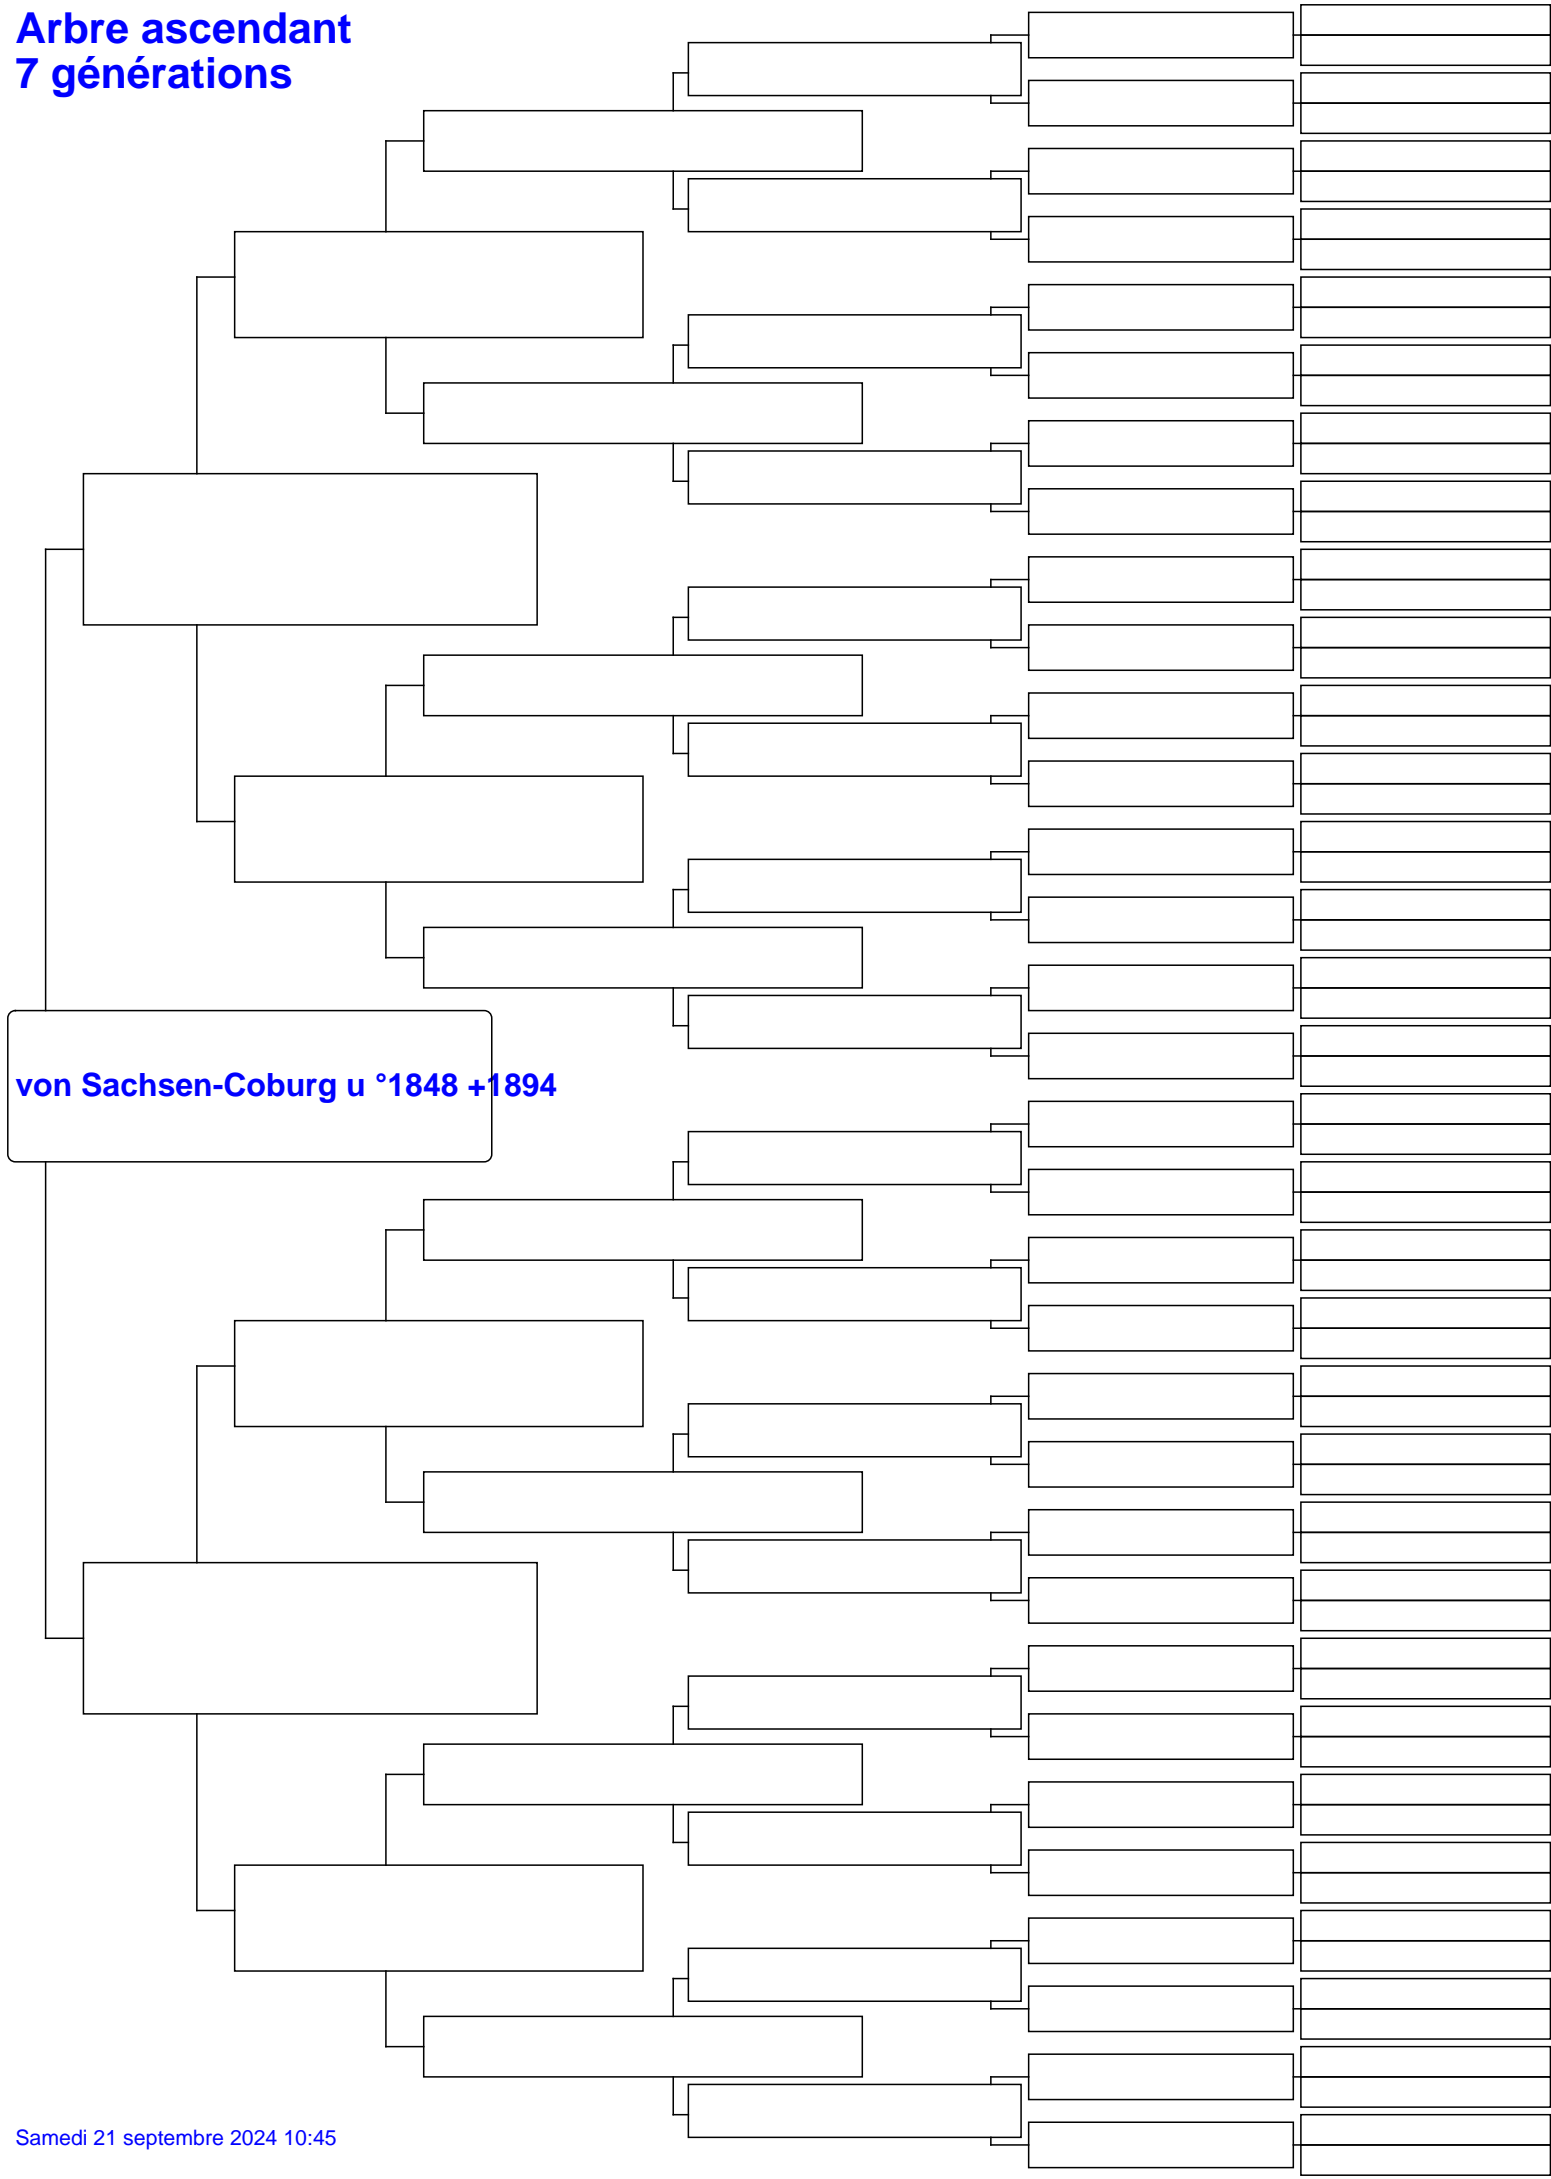 Arbre ascendant
7 générations
von Sachsen-Coburg u °1848 +1894
Samedi 21 septembre 2024 10:45